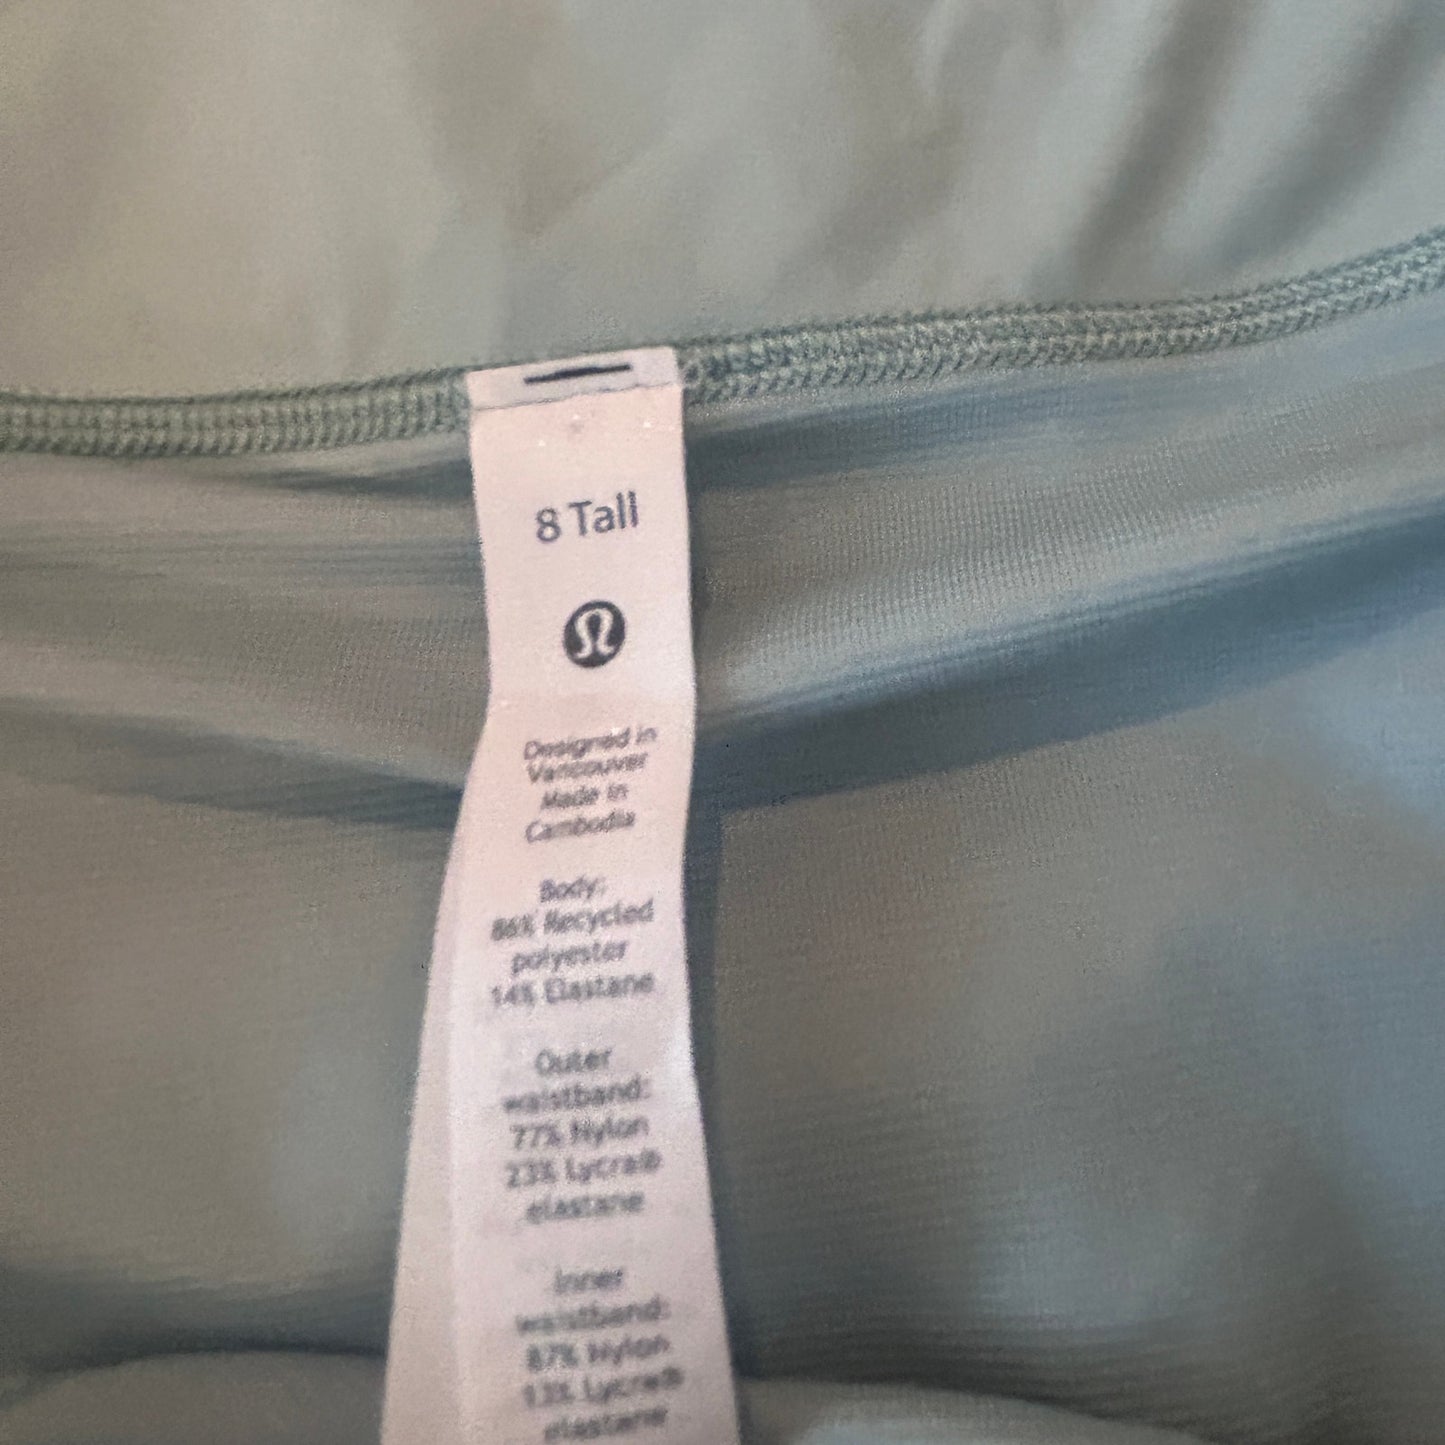 8 Tall
Designed in
Vancouver
Made in
Cambodia
Body:
86% Recycled
polyester
14% Elastane
Outer
waistband:
77% Nylon
23% Lycra®
elastane
Inner
waistband:
87% Nylon
13% Lycra®
elastane